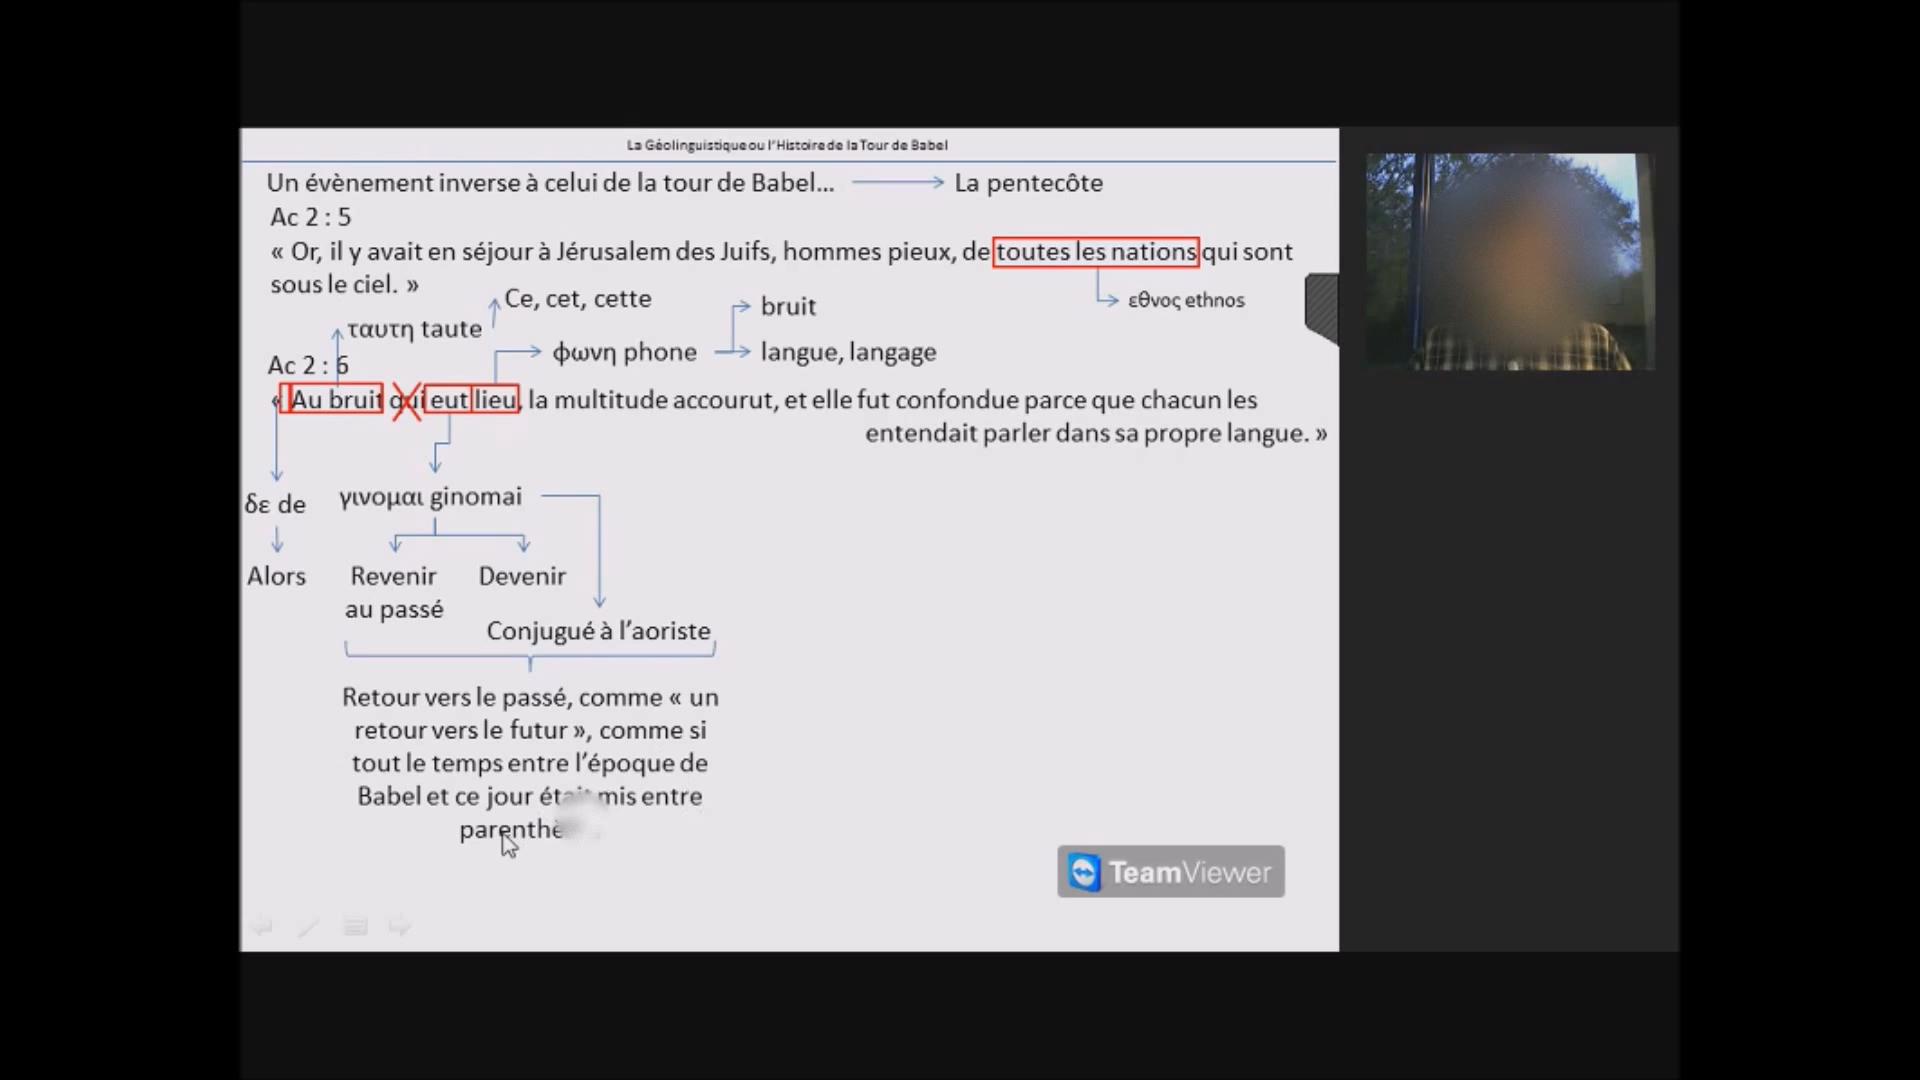 La Géolinguistique ou l'Histoire de la Tour de Babel
Un évènement inverse à celui de la tour de Babel... La pentecôte
Ac 2 : 5
« Or, il y avait en séjour à Jérusalem des Juifs, hommes pieux, de toutes les nations qui sont
sous le ciel. »
Ce, cet, cette
bruit
εθνος ethnos
ταυτη taute
φωνη phone
langue, langage
Ac 2 : 6
« Au bruit qui eut lieu, la multitude accourut, et elle fut confondue parce que chacun les
entendait parler dans sa propre langue. »
δε de
γινομαι ginomai
Alors
Revenir
au passé
Devenir
Conjugué à l'aoriste
Retour vers le passé, comme « un
retour vers le futur », comme si
tout le temps entre l'époque de
Babel et ce jour était mis entre
TeamViewer